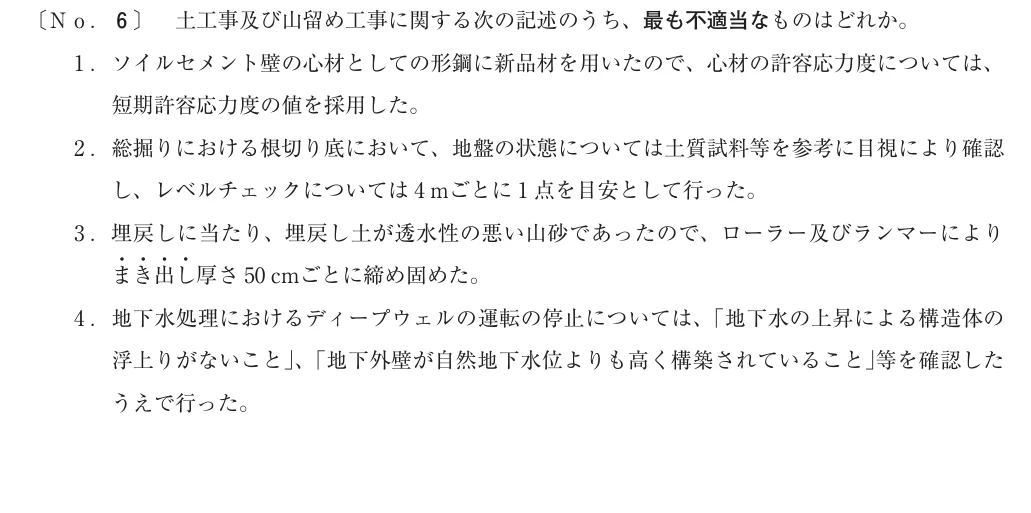 〔Ｎｏ．６〕　土工事及び山留め工事に関する次の記述のうち、最も不適当なものはどれか。
１．ソイルセメント壁の心材としての形鋼に新品材を用いたので、心材の許容応力度については、
短期許容応力度の値を採用した。
２．総掘りにおける根切り底において、地盤の状態については土質試料等を参考に目視により確認
し、レベルチェックについては４ｍごとに１点を目安として行った。
３．埋戻しに当たり、埋戻し土が透水性の悪い山砂であったので、ローラー及びランマーにより
まき出し厚さ 50 cmごとに締め固めた。
４．地下水処理におけるディープウェルの運転の停止については、「地下水の上昇による構造体の
浮上りがないこと」、「地下外壁が自然地下水位よりも高く構築されていること」等を確認した
うえで行った。